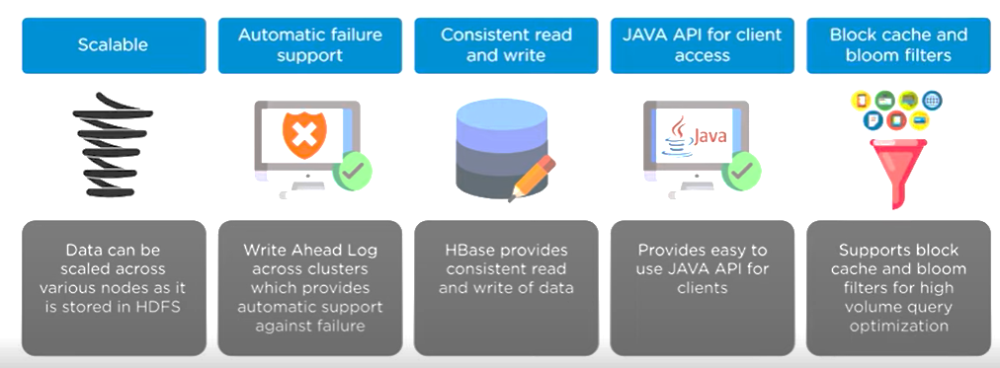 Scalable
Automatic failure
support
Consistent read
and write
JAVA API for client
access
Block cache and
bloom filters
Java
Data can be
scaled across
various nodes as it
is stored in HDFS
Write Ahead Log
across clusters
which provides
automatic support
against failure
HBase provides
consistent read
and write of data
Provides easy to
use JAVA API for
clients
Supports block
cache and bloom
filters for high
volume query
optimization